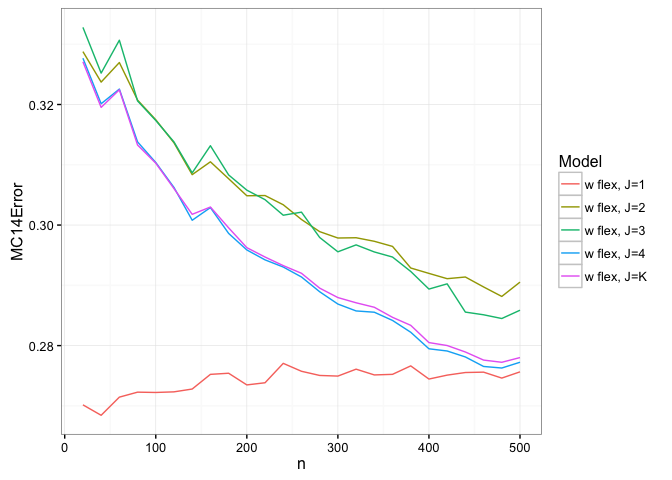 MC14Error
0.32
0.30
0.28
0
100
200
300
400
500
n
Model
w flex, J=1
w flex, J=2
w flex, J=3
w flex, J=4
w flex, J=K